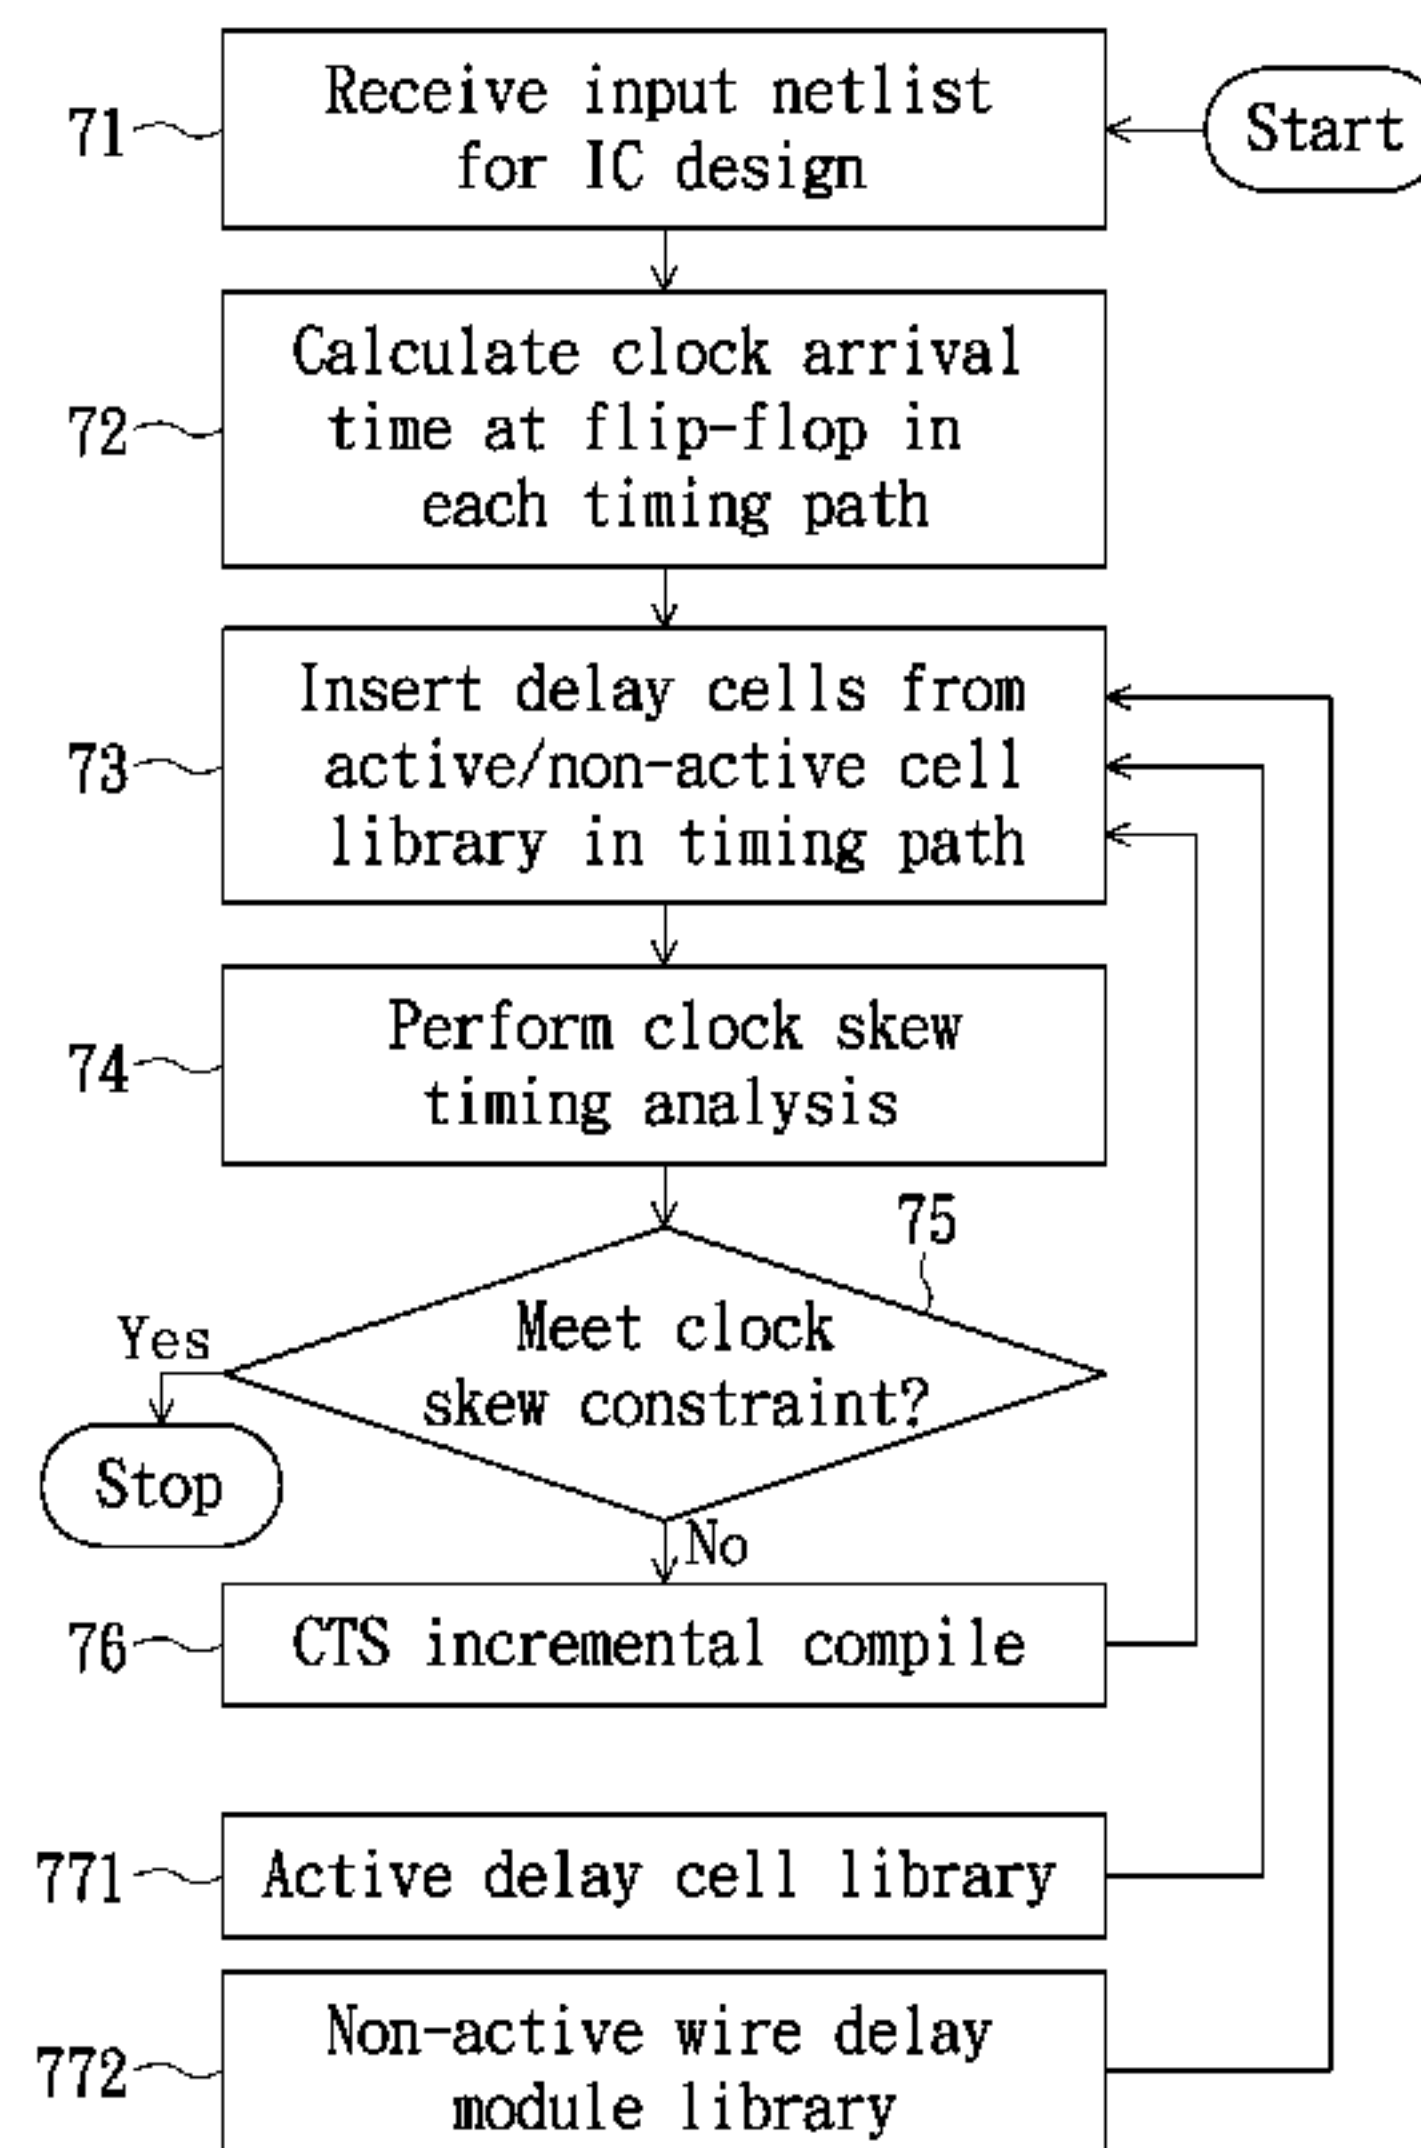 Start
71
Receive input netlist
for IC design
72
Calculate clock arrival
time at flip-flop in
each timing path
73
Insert delay cells from
active/non-active cell
library in timing path
74
Perform clock skew
timing analysis
75
Meet clock
skew constraint?
Yes
Stop
No
76
CTS incremental compile
771
Active delay cell library
772
Non-active wire delay
module library